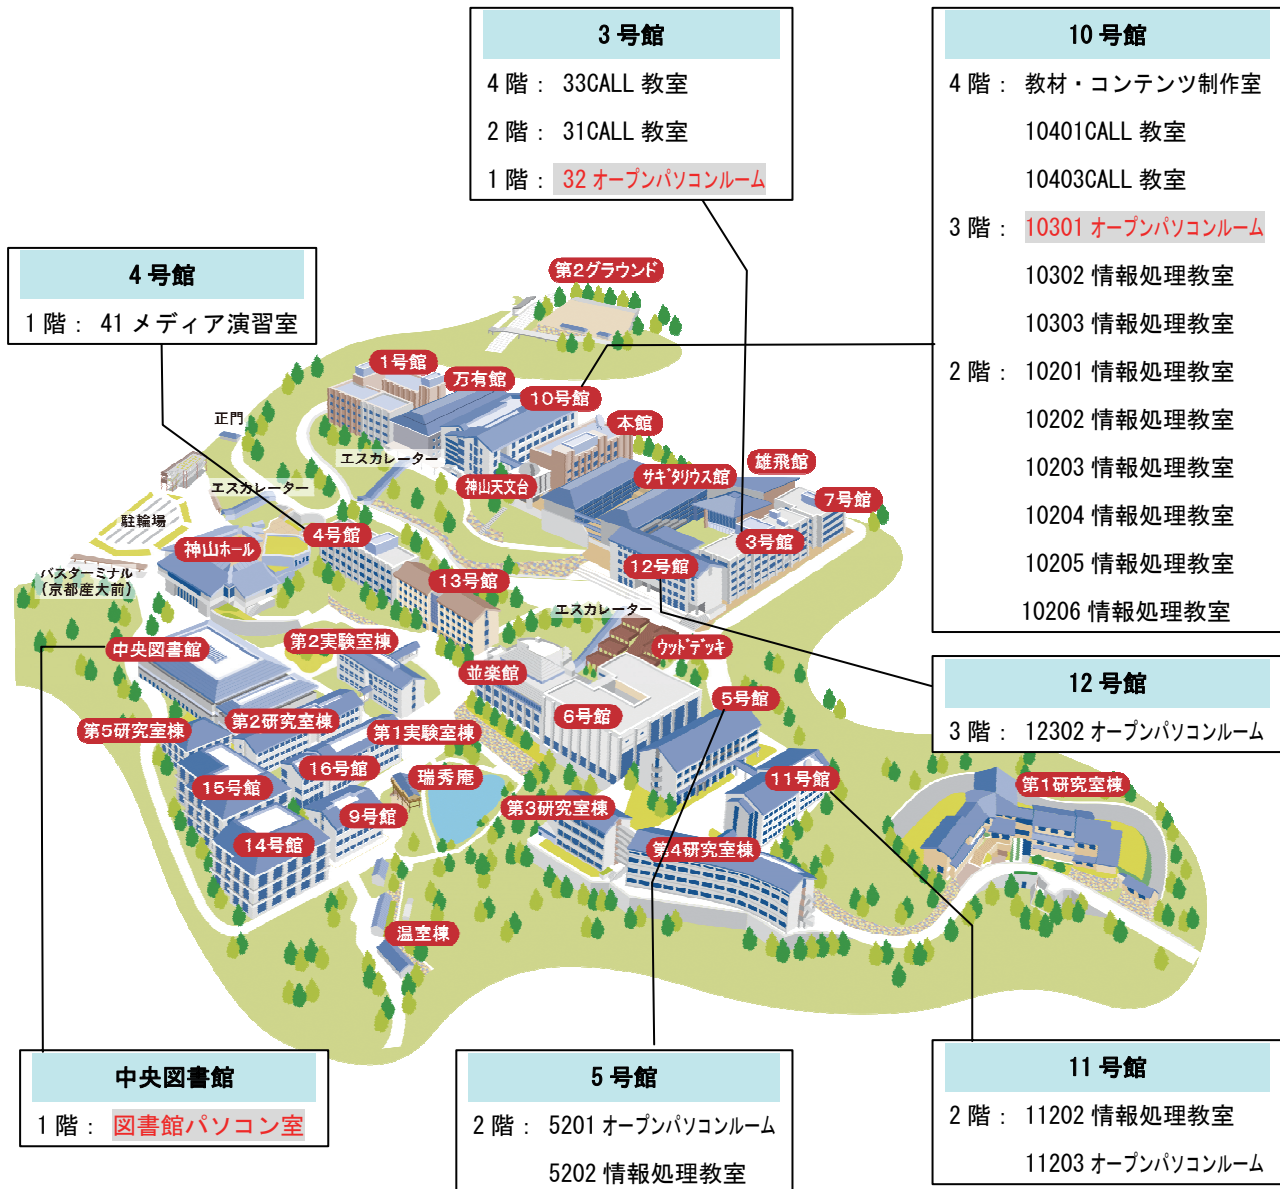 3号館
4階： 33CALL 教室
2階： 31CALL 教室
1階： 32 オープンパソコンルーム
10号館
4階： 教材・コンテンツ制作室
10401CALL 教室
10403CALL 教室
3階： 10301 オープンパソコンルーム
10302 情報処理教室
10303 情報処理教室
2階： 10201 情報処理教室
10202 情報処理教室
10203 情報処理教室
10204 情報処理教室
10205 情報処理教室
10206 情報処理教室
4号館
1階： 41 メディア演習室
第2グラウンド
1号館
万有館
10号館
本館
正門
エスカレーター
神山天文台
サギタリウス館
雄飛館
7号館
エスカレーター
駐輪場
神山ホール
4号館
3号館
12号館
バスターミナル
(京都産大前)
13号館
エスカレーター
中央図書館
第2実験室棟
ウッドデッキ
並楽館
5号館
6号館
第5研究室棟
第2研究室棟
第1実験室棟
16号館
瑞秀庵
15号館
11号館
第1研究室棟
9号館
第3研究室棟
14号館
第4研究室棟
温室棟
12号館
3階： 12302 オープンパソコンルーム
中央図書館
1階： 図書館パソコン室
5号館
2階： 5201 オープンパソコンルーム
5202 情報処理教室
11号館
2階： 11202 情報処理教室
11203 オープンパソコンルーム